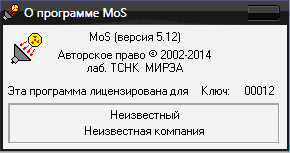 О программе MoS
MoS (версия 5.12)
Авторское право © 2002-2014
лаб. ТСНК МИРЭА
Эта программа лицензирована для Ключ: 00012
Неизвестный
Неизвестная компания